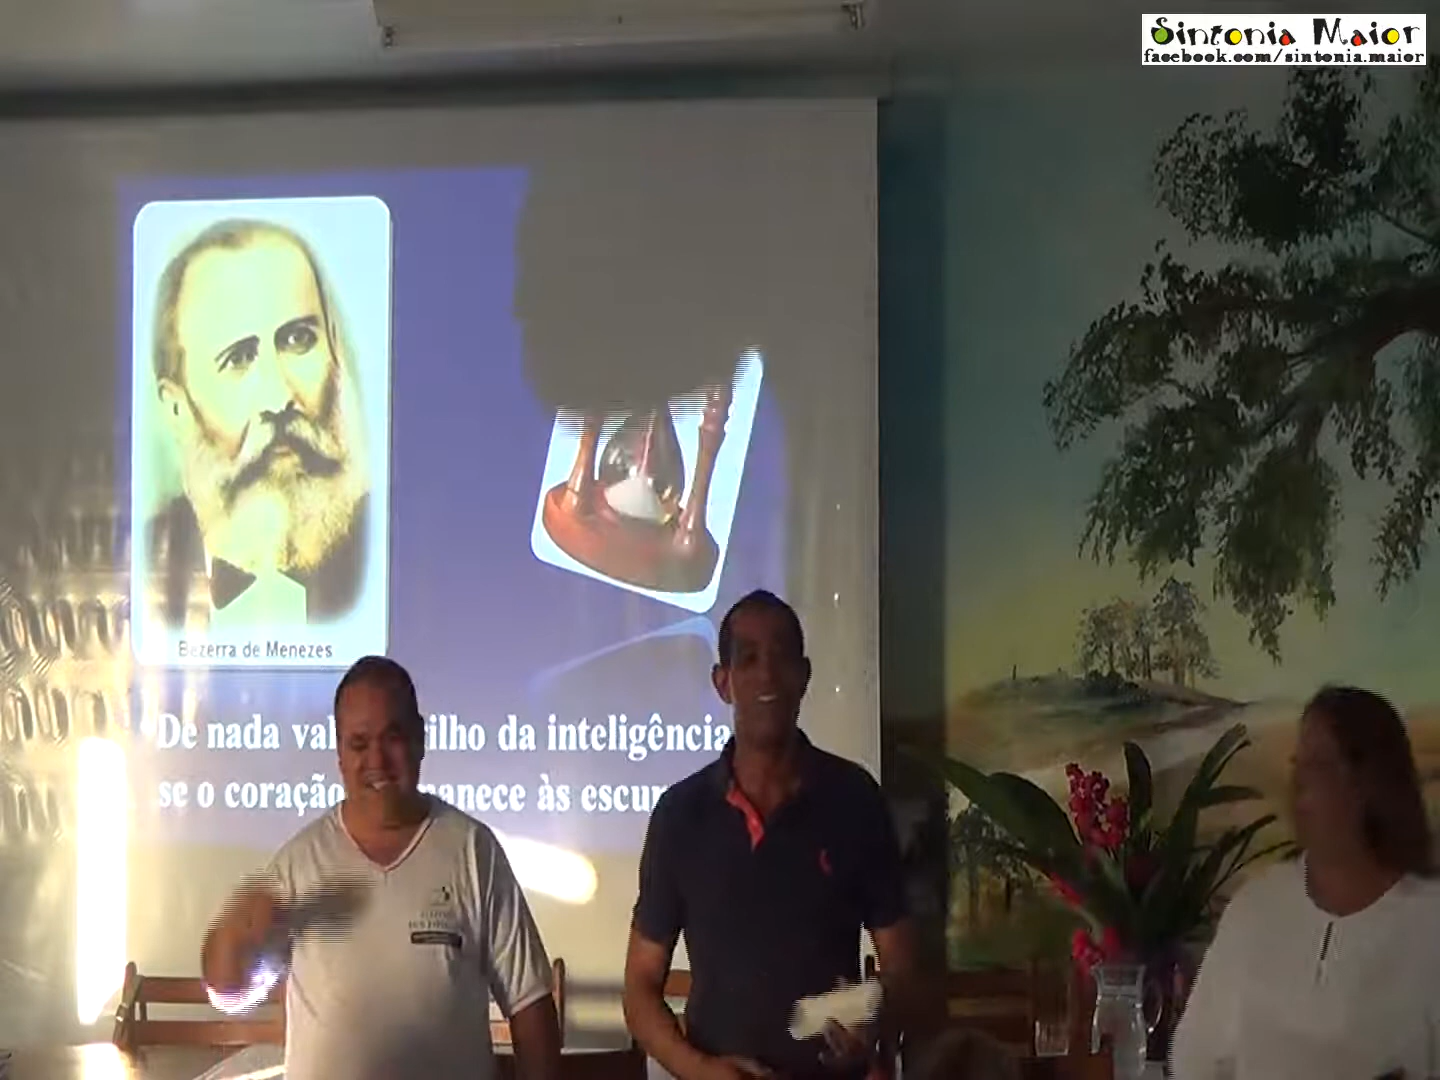 Sintonia Maior
facebook.com/sintonia.maior
Bezerra de Menezes
De nada val rilho da inteligência
se o coração manece às escur